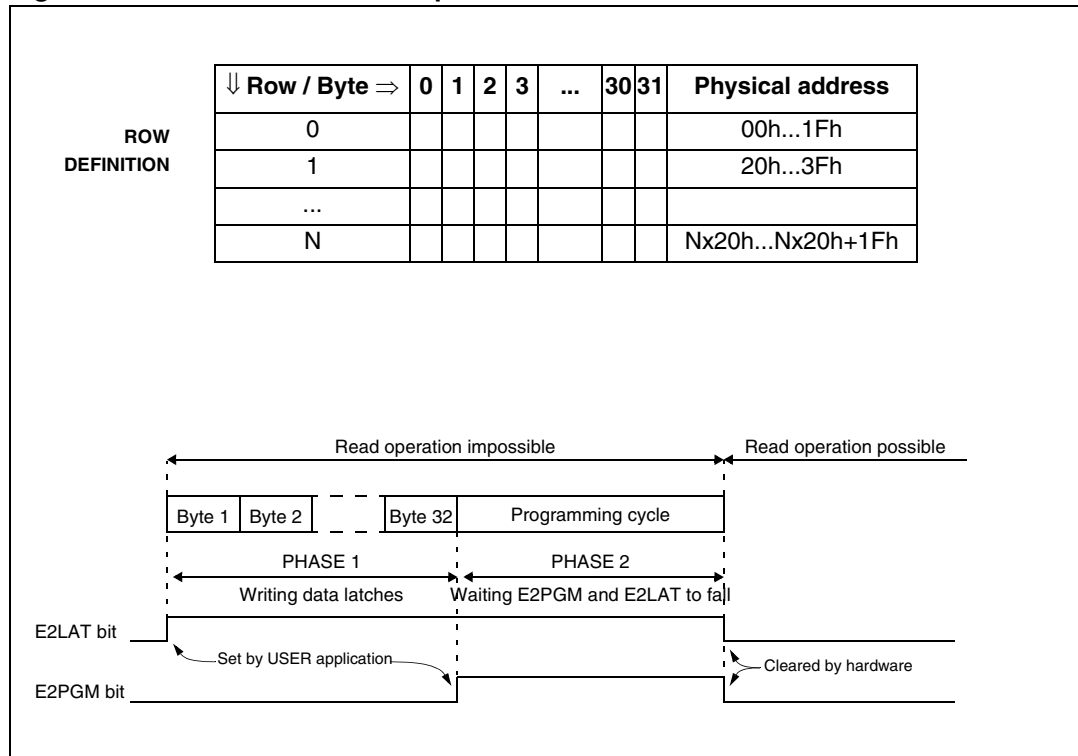 ⇓ Row / Byte ⇒ 0 1 2 3 ... 30 31 Physical address
ROW DEFINITION
0 00h...1Fh
1 20h...3Fh
...
N Nx20h...Nx20h+1Fh
Read operation impossible Read operation possible
Byte 1 Byte 2 Byte 32 Programming cycle
PHASE 1 PHASE 2
Writing data latches Waiting E2PGM and E2LAT to fall
E2LAT bit
Set by USER application Cleared by hardware
E2PGM bit